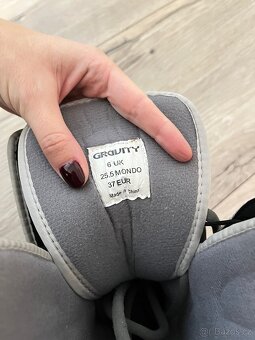 GRAVITY
6 UK
25.5 MONDO
37 EUR
Made in China